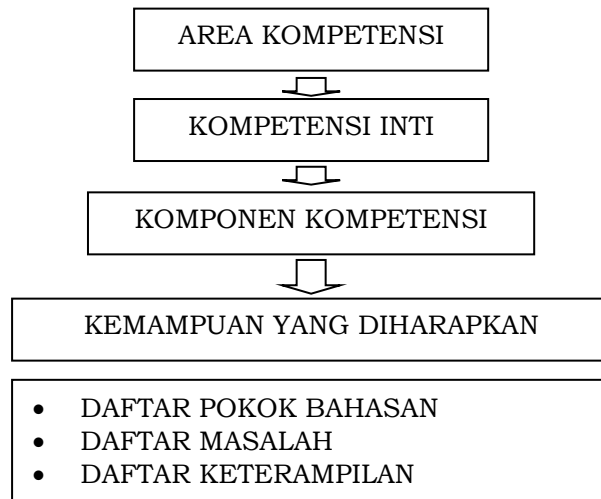 AREA KOMPETENSI
KOMPETENSI INTI
KOMPONEN KOMPETENSI
KEMAMPUAN YANG DIHARAPKAN
• DAFTAR POKOK BAHASAN
• DAFTAR MASALAH
• DAFTAR KETERAMPILAN